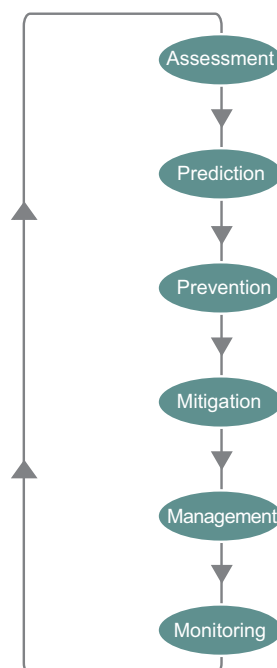 Assessment
Prediction
Prevention
Mitigation
Management
Monitoring